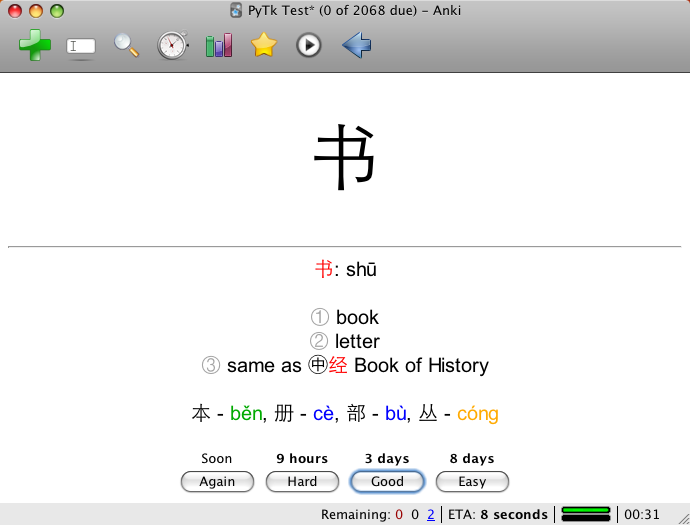 PyTk Test* (0 of 2068 due) – Anki
书
书: shū
① book
② letter
③ same as ㊥经 Book of History
本 - běn, 册 - cè, 部 - bù, 丛 - cóng
Soon 9 hours 3 days 8 days
Again Hard Good Easy
Remaining: 0 0 2 ETA: 8 seconds 00:31